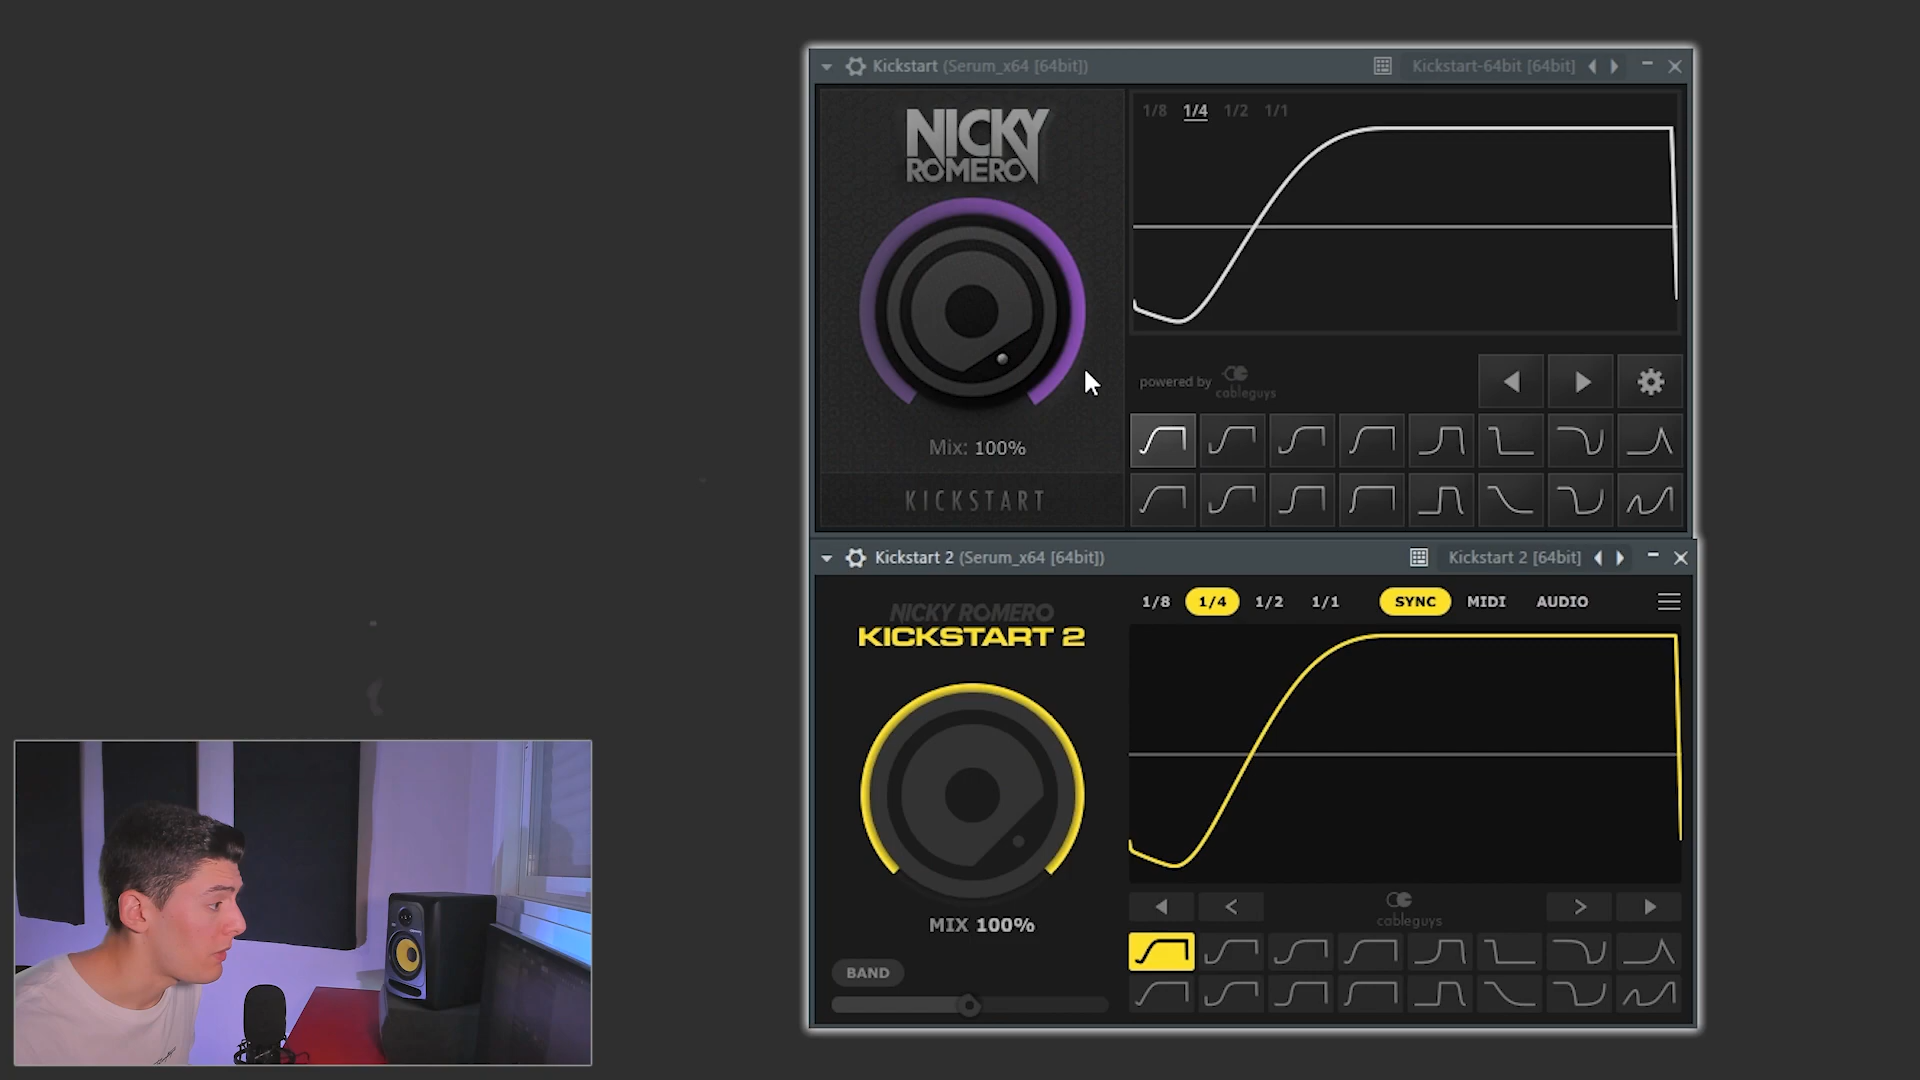 Kickstart (Serum_x64 [64bit])
Kickstart-64bit [64bit]
NICKY
ROMERO
1/8 1/4 1/2 1/1
powered by cableguys
Mix: 100%
KICKSTART
Kickstart 2 (Serum_x64 [64bit])
Kickstart 2 [64bit]
NICKY ROMERO
KICKSTART 2
1/8 1/4 1/2 1/1 SYNC MIDI AUDIO
cableguys
MIX 100%
BAND